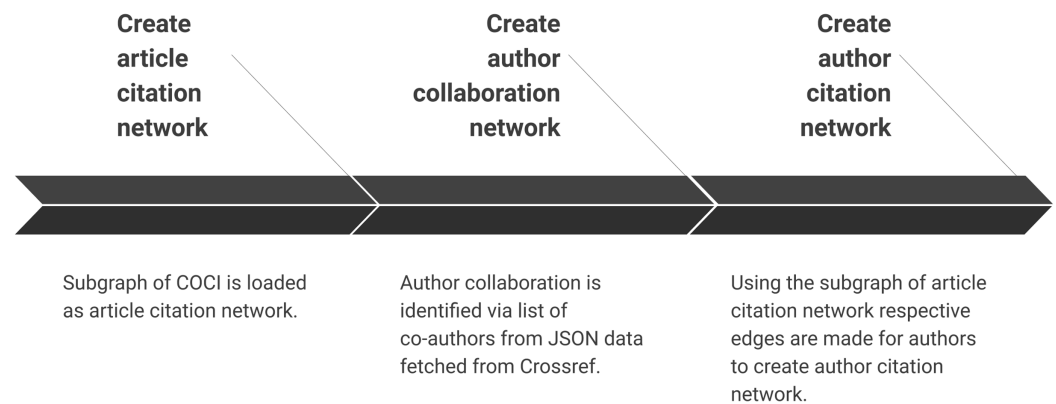 Create
article
citation
network
Create
author
collaboration
network
Create
author
citation
network
Subgraph of COCI is loaded
as article citation network.
Author collaboration is
identified via list of
co-authors from JSON data
fetched from Crossref.
Using the subgraph of article
citation network respective
edges are made for authors
to create author citation
network.